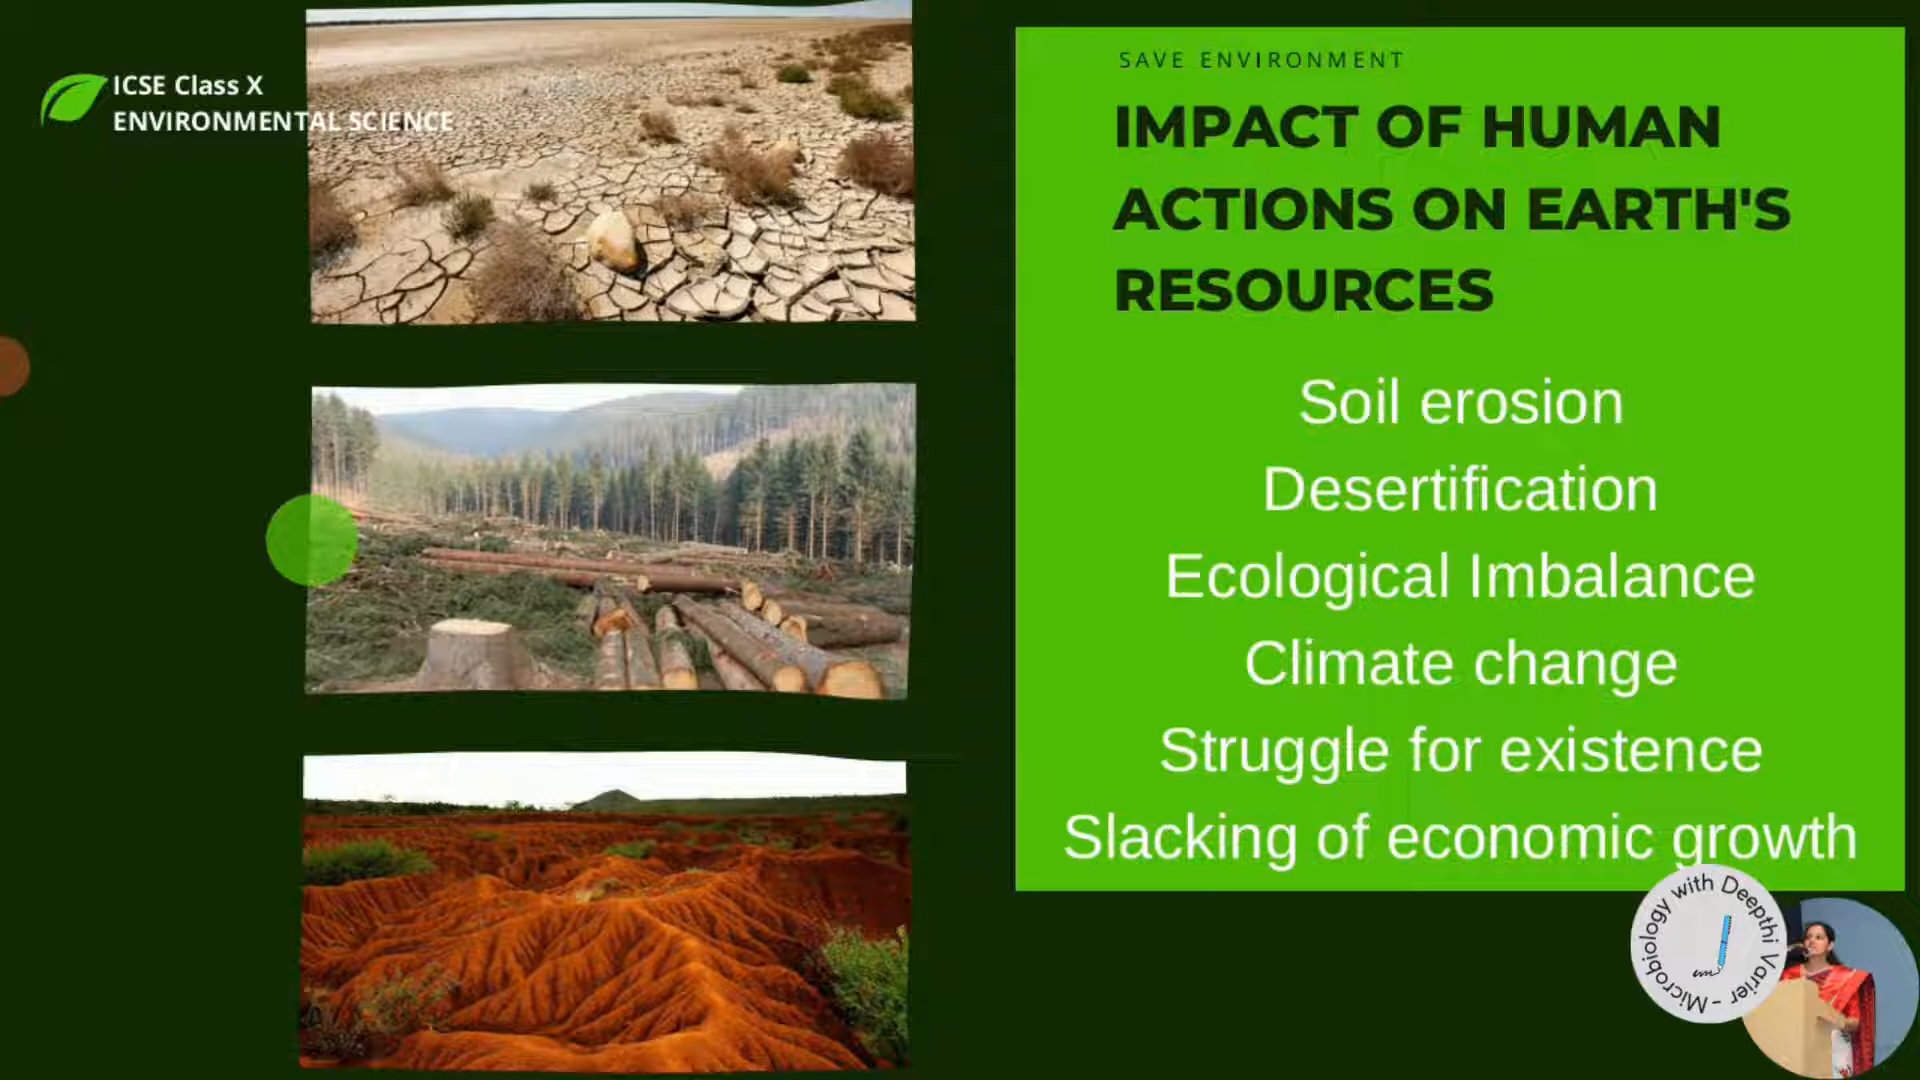 ICSE Class X
ENVIRONMENTAL SCIENCE
SAVE ENVIRONMENT
IMPACT OF HUMAN
ACTIONS ON EARTH'S
RESOURCES
Soil erosion
Desertification
Ecological Imbalance
Climate change
Struggle for existence
Slacking of economic growth
Microbiology with Deepthi Varier -